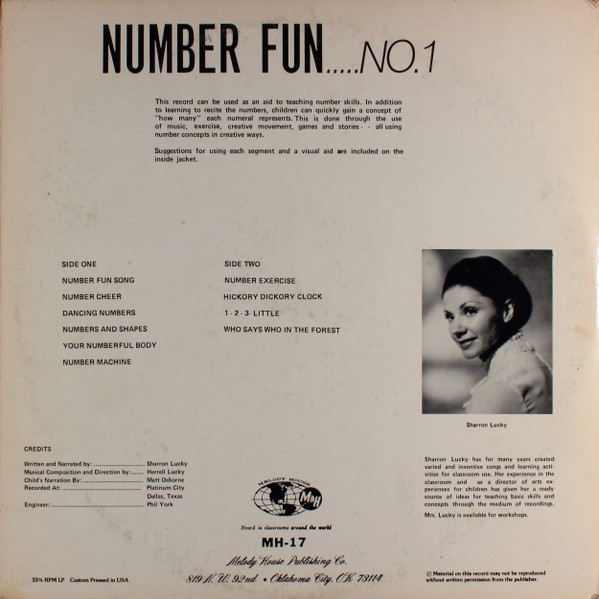 NUMBER FUN.....NO.1
This record can be used as an aid to teaching number skills. In addition
to learning to recite the numbers, children can quickly gain a concept of
"how many" each numeral represents. This is done through the use
of music, exercise, creative movement, games and stories - - all using
number concepts in creative ways.
Suggestions for using each segment and a visual aid are included on the
inside jacket.
SIDE ONE
NUMBER FUN SONG
NUMBER CHEER
DANCING NUMBERS
NUMBERS AND SHAPES
YOUR NUMBERFUL BODY
NUMBER MACHINE
SIDE TWO
NUMBER EXERCISE
HICKORY DICKORY CLOCK
1 - 2 - 3 - LITTLE
WHO SAYS WHO IN THE FOREST
Sharron Lucky
Sharron Lucky has for many years created
varied and inventive songs and learning acti-
vities for classroom use. Her experience in the
classroom and as a director of arts ex-
periences for children has given her a ready
source of ideas for teaching basic skills and
concepts through the medium of recordings.
Mrs. Lucky is available for workshops.
CREDITS
Written and Narrated by: ........................ Sharron Lucky
Musical Composition and Direction by:...... Harrell Lucky
Child's Narration By: ........................ Matt Osborne
Recorded At: ........................ Platinum City
Dallas, Texas
Engineer: ........................ Phil York
MELODY HOUSE
MH
Heard in classrooms around the world
MH-17
Melody House Publishing Co.
819 N.W. 92nd • Oklahoma City, OK 73114
33⅓ RPM LP Custom Pressed in USA
© Material on this record may not be reproduced
without written permission from the publisher.